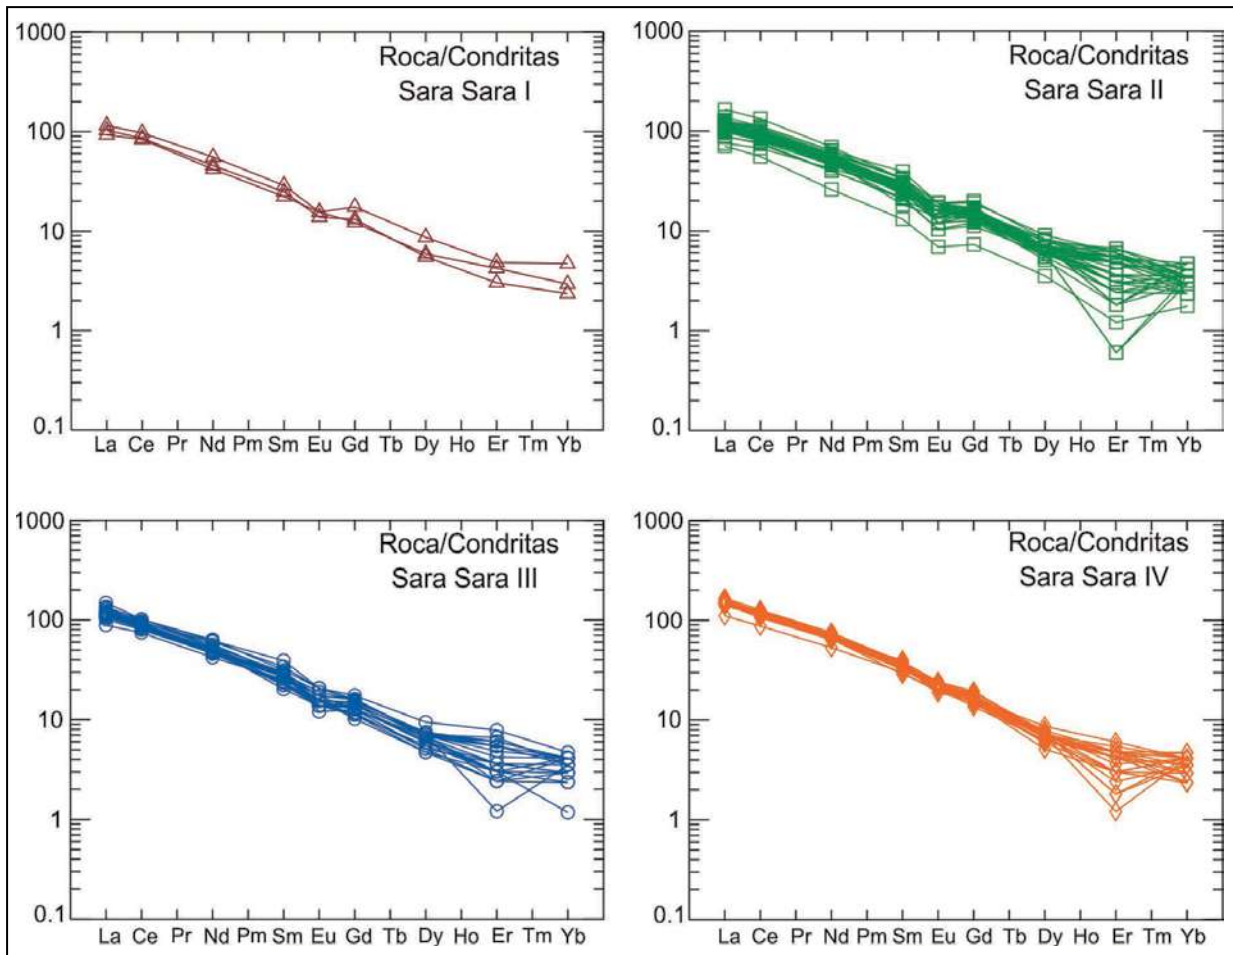 1000
100
10
1
0.1
Roca/Condritas
Sara Sara I
La Ce Pr Nd Pm Sm Eu Gd Tb Dy Ho Er Tm Yb
1000
100
10
1
0.1
Roca/Condritas
Sara Sara II
La Ce Pr Nd Pm Sm Eu Gd Tb Dy Ho Er Tm Yb
1000
100
10
1
0.1
Roca/Condritas
Sara Sara III
La Ce Pr Nd Pm Sm Eu Gd Tb Dy Ho Er Tm Yb
1000
100
10
1
0.1
Roca/Condritas
Sara Sara IV
La Ce Pr Nd Pm Sm Eu Gd Tb Dy Ho Er Tm Yb